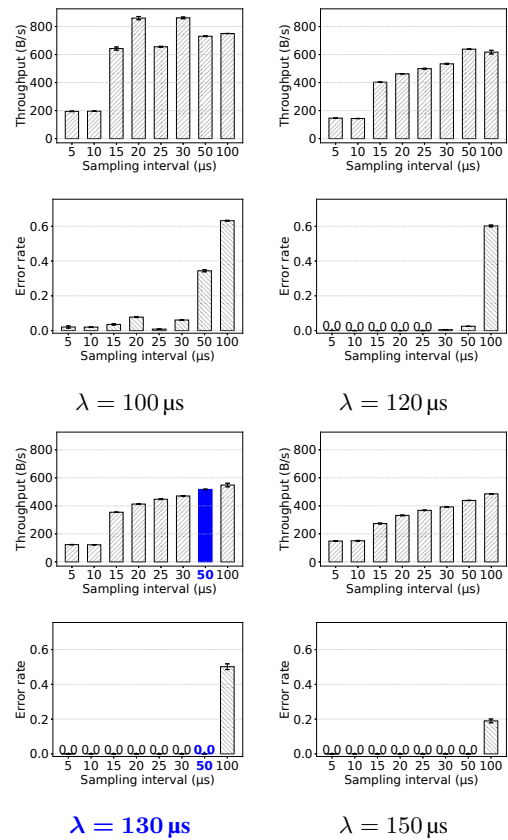 Throughput (B/s)
800
600
400
200
0
5 10 15 20 25 30 50 100
Sampling interval (μs)
Throughput (B/s)
800
600
400
200
0
5 10 15 20 25 30 50 100
Sampling interval (μs)
Error rate
0.6
0.4
0.2
0.0
5 10 15 20 25 30 50 100
Sampling interval (μs)
Error rate
0.6
0.4
0.2
0.0
0.0 0.0 0.0 0.0 0.0
5 10 15 20 25 30 50 100
Sampling interval (μs)
λ = 100 μs
λ = 120 μs
Throughput (B/s)
800
600
400
200
0
5 10 15 20 25 30 50 100
Sampling interval (μs)
Throughput (B/s)
800
600
400
200
0
5 10 15 20 25 30 50 100
Sampling interval (μs)
Error rate
0.6
0.4
0.2
0.0
0.0 0.0 0.0 0.0 0.0 0.0 0.0
5 10 15 20 25 30 50 100
Sampling interval (μs)
Error rate
0.6
0.4
0.2
0.0
0.0 0.0 0.0 0.0 0.0 0.0 0.0
5 10 15 20 25 30 50 100
Sampling interval (μs)
λ = 130 μs
λ = 150 μs